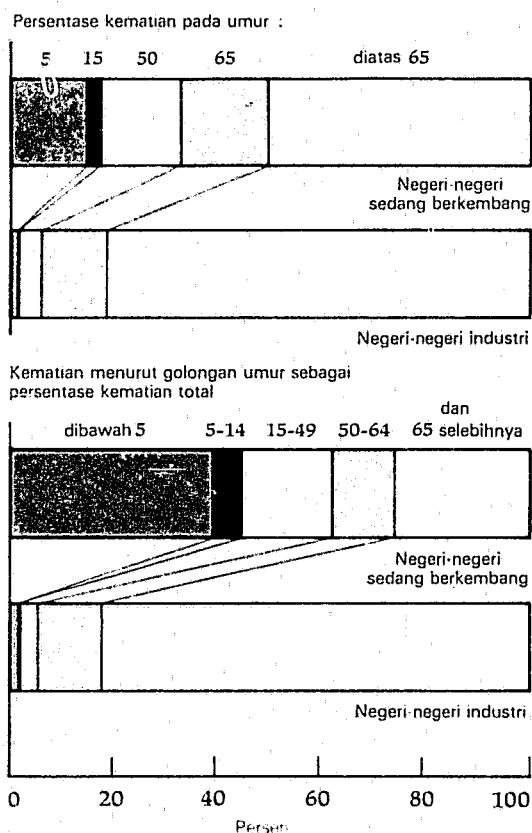 Persentase kematian pada umur :
5 15 50 65 diatas 65
Negeri-negeri
sedang berkembang
Negeri-negeri industri
Kematian menurut golongan umur sebagai
persentase kematian total
dan
dibawah 5 5-14 15-49 50-64 65 selebihnya
Negeri-negeri
sedang berkembang
Negeri-negeri industri
0 20 40 60 80 100
Persen